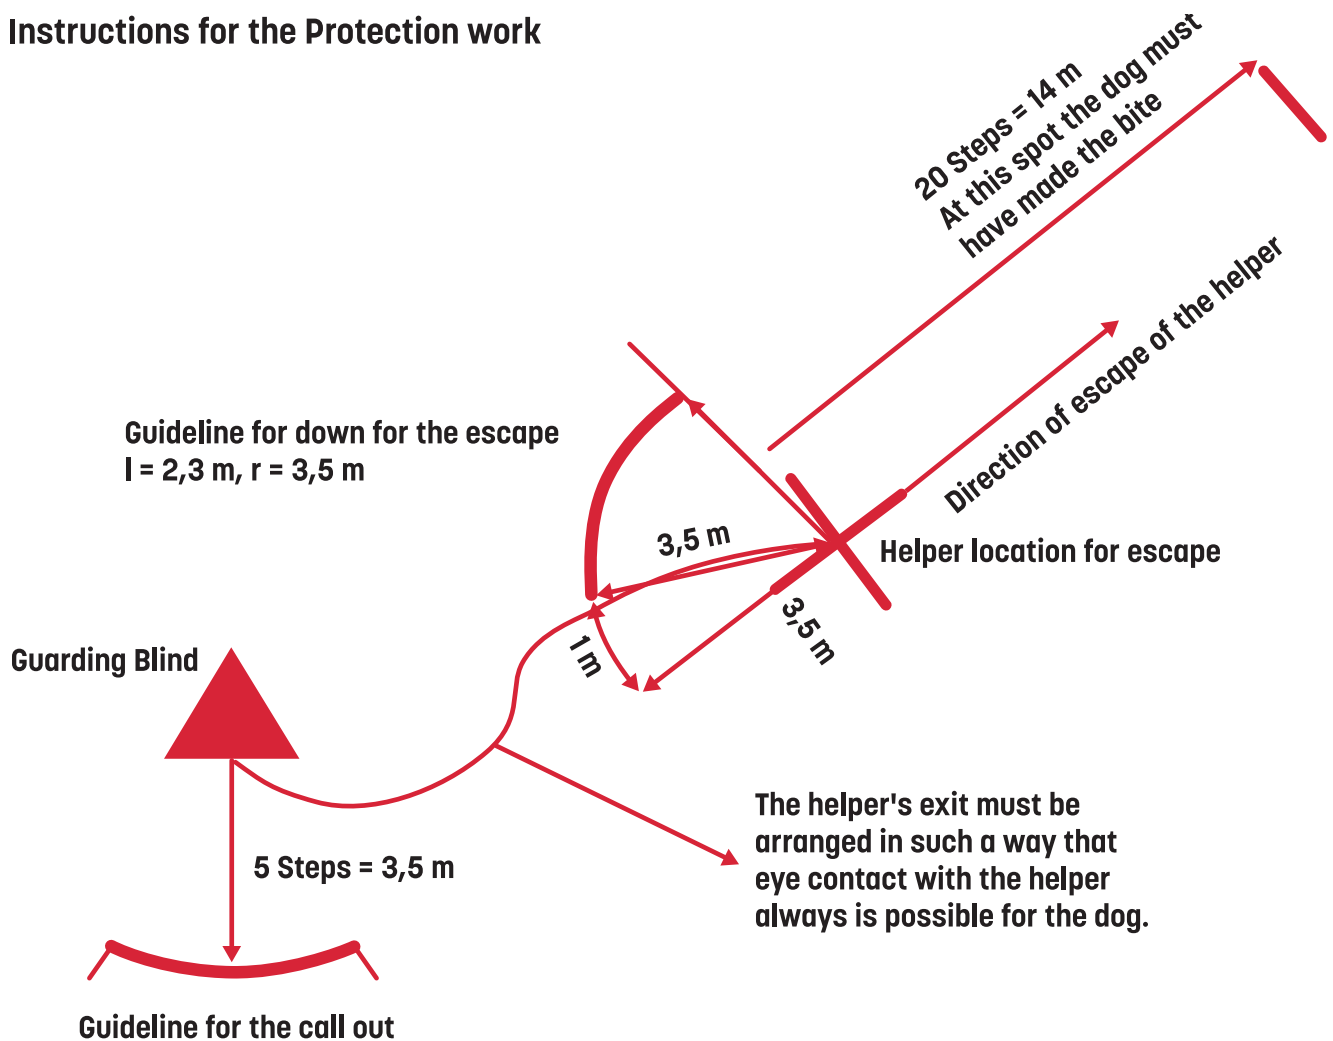 Instructions for the Protection work
20 Steps = 14 m
At this spot the dog must
have made the bite
Direction of escape of the helper
Guideline for down for the escape
l = 2,3 m, r = 3,5 m
3,5 m
Helper location for escape
3,5 m
1 m
Guarding Blind
5 Steps = 3,5 m
The helper's exit must be
arranged in such a way that
eye contact with the helper
always is possible for the dog.
Guideline for the call out